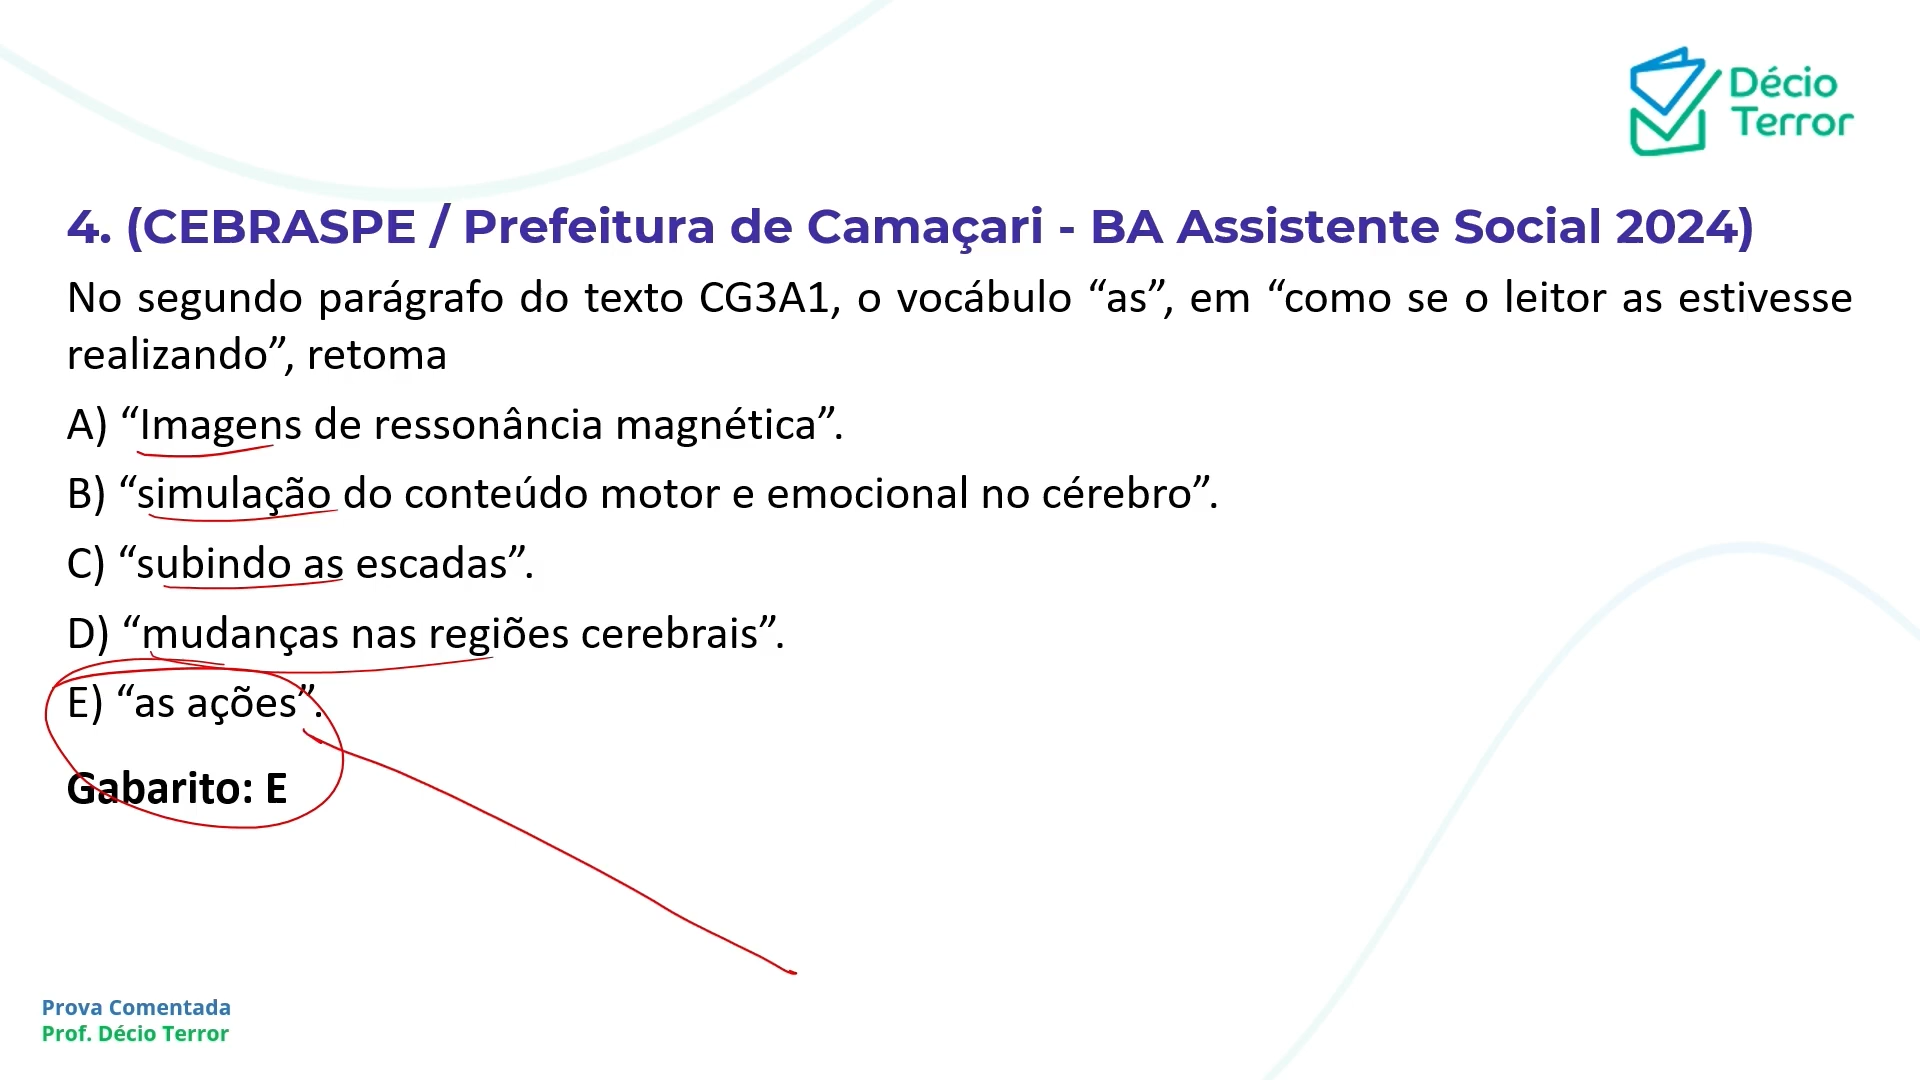 Décio
Terror
4. (CEBRASPE / Prefeitura de Camaçari - BA Assistente Social 2024)
No segundo parágrafo do texto CG3A1, o vocábulo “as”, em “como se o leitor as estivesse
realizando”, retoma
A) “Imagens de ressonância magnética”.
B) “simulação do conteúdo motor e emocional no cérebro”.
C) “subindo as escadas”.
D) “mudanças nas regiões cerebrais”.
E) “as ações”.
Gabarito: E
Prova Comentada
Prof. Décio Terror